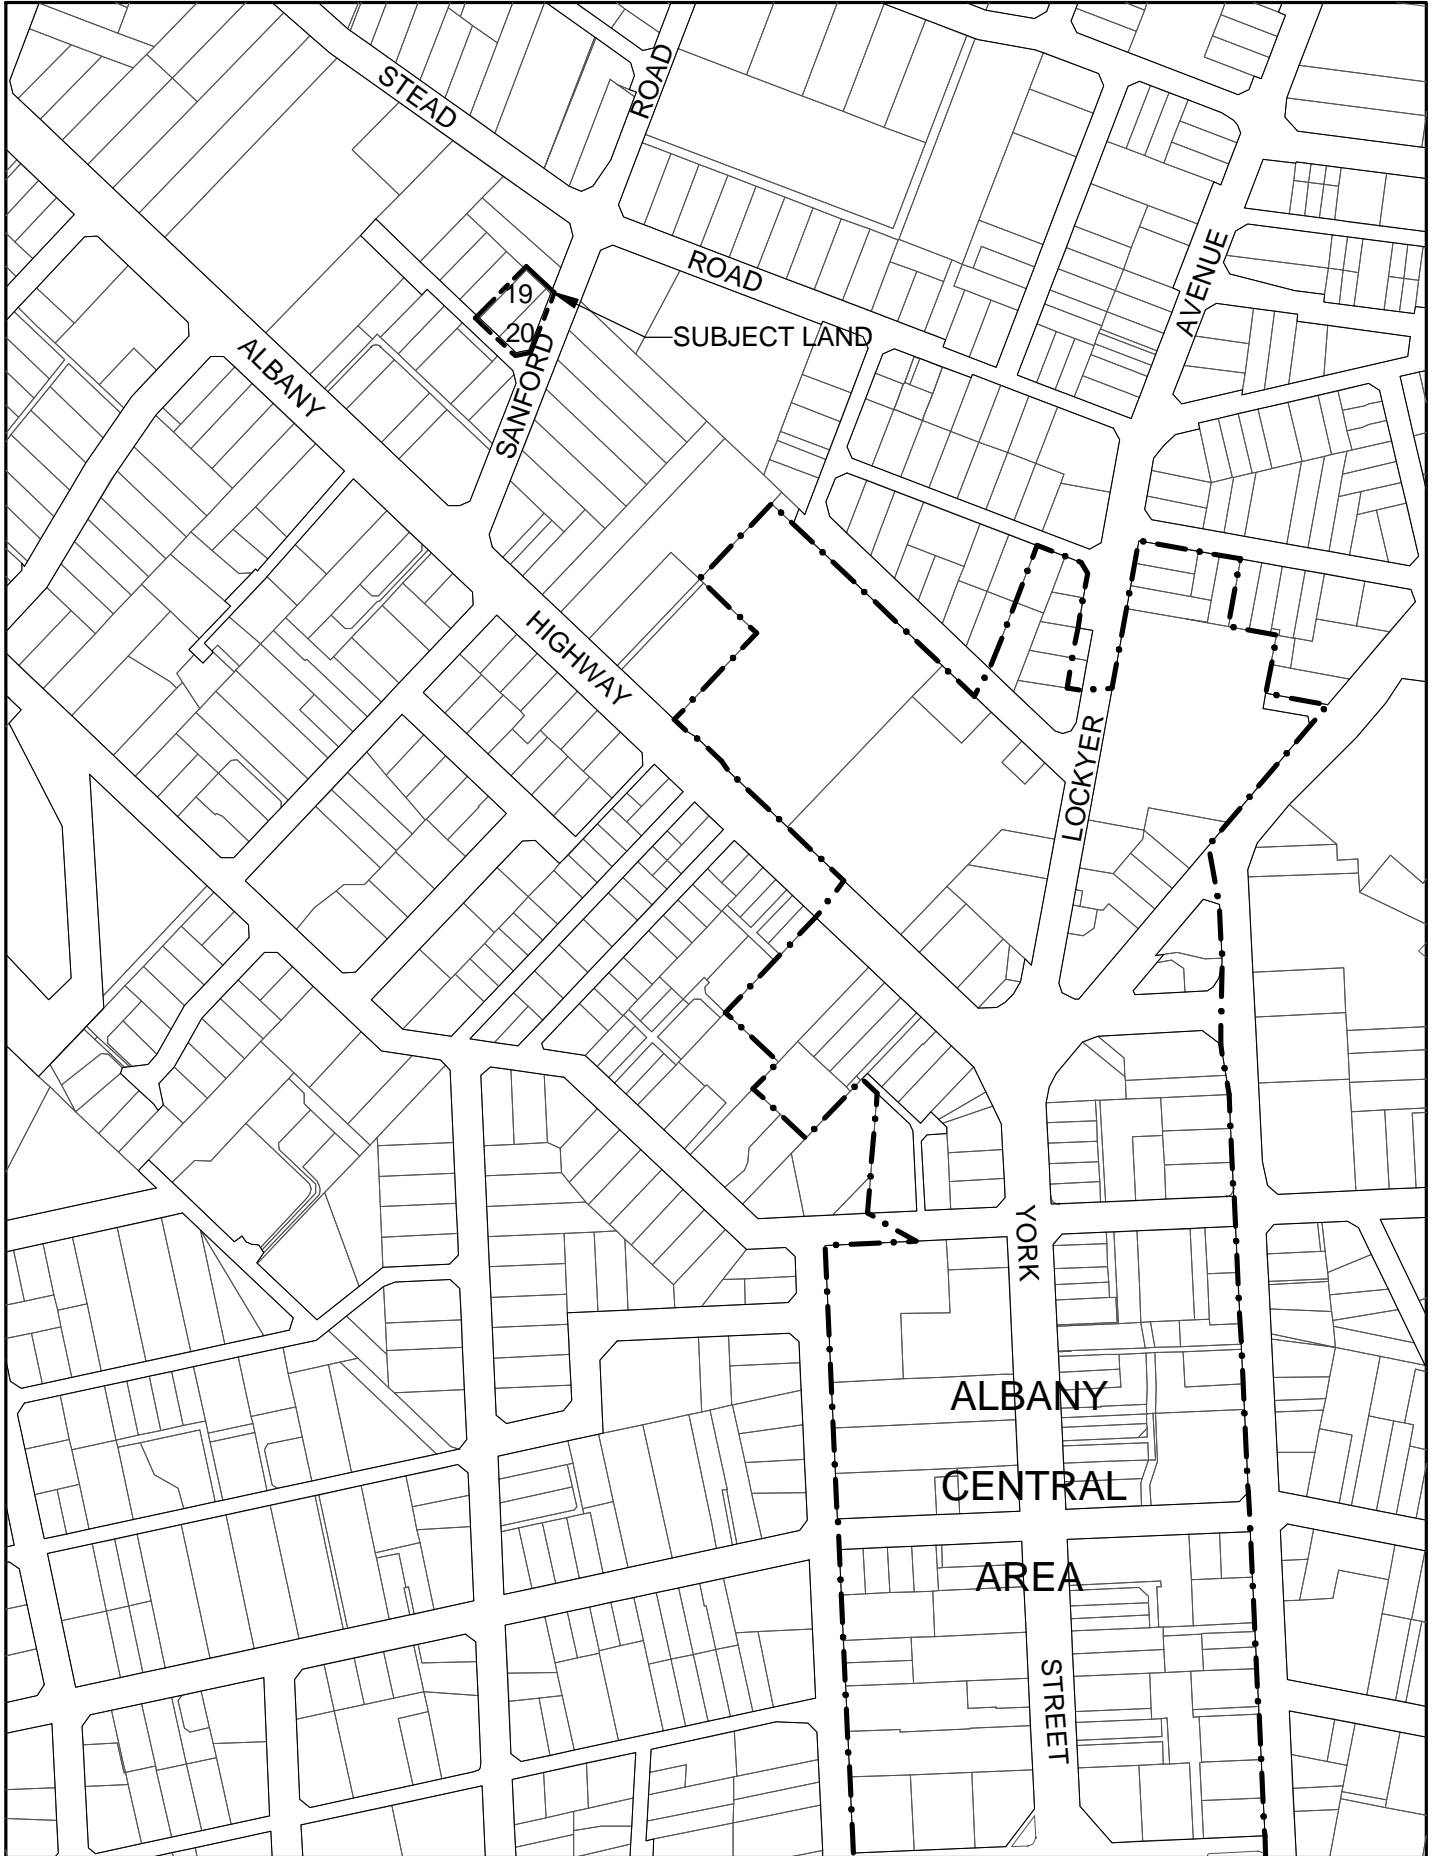 STEAD
ROAD
AVENUE
ROAD
19
20
SUBJECT LAND
ALBANY
SANFORD
HIGHWAY
LOCKYER
YORK
ALBANY
CENTRAL
AREA
STREET